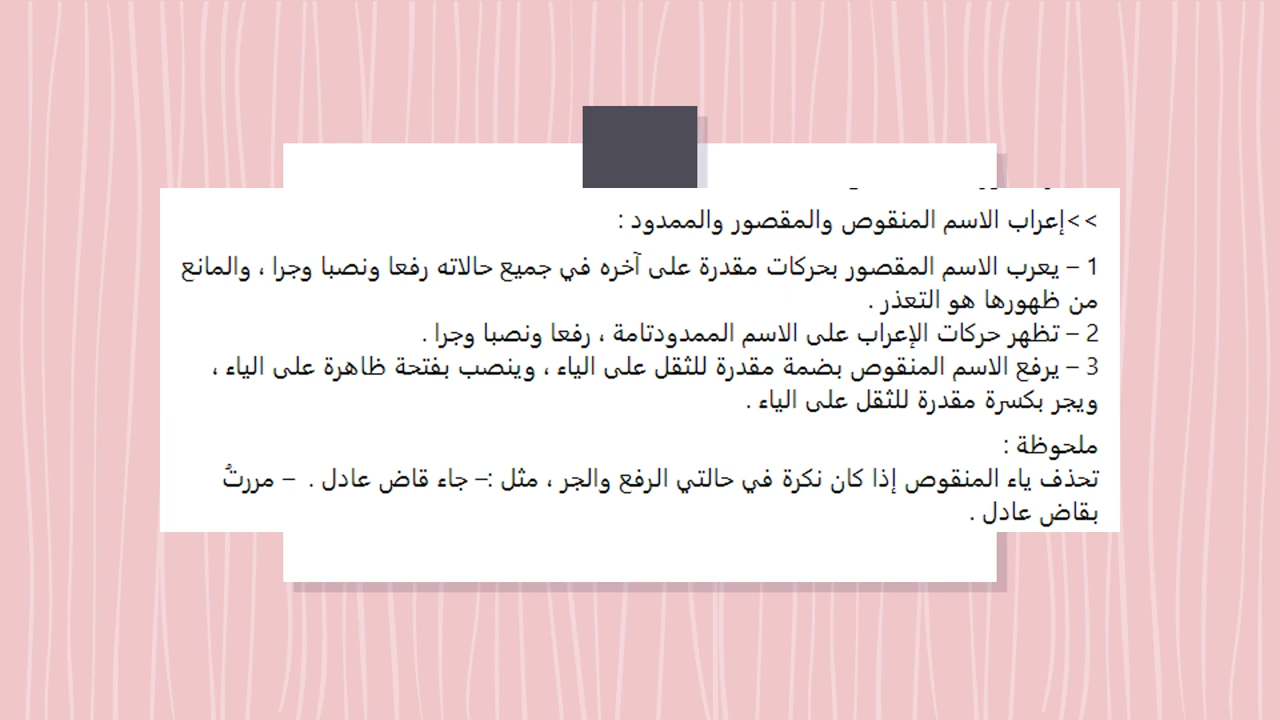 >>إعراب الاسم المنقوص والمقصور والممدود :
1 – يعرب الاسم المقصور بحركات مقدرة على آخره في جميع حالاته رفعا ونصبا وجرا ، والمانع
من ظهورها هو التعذر .
2 – تظهر حركات الإعراب على الاسم الممدودتامة ، رفعا ونصبا وجرا .
3 – يرفع الاسم المنقوص بضمة مقدرة للثقل على الياء ، وينصب بفتحة ظاهرة على الياء ،
ويجر بكسرة مقدرة للثقل على الياء .
ملحوظة :
تحذف ياء المنقوص إذا كان نكرة في حالتي الرفع والجر ، مثل :– جاء قاض عادل . – مررتُ
بقاض عادل .